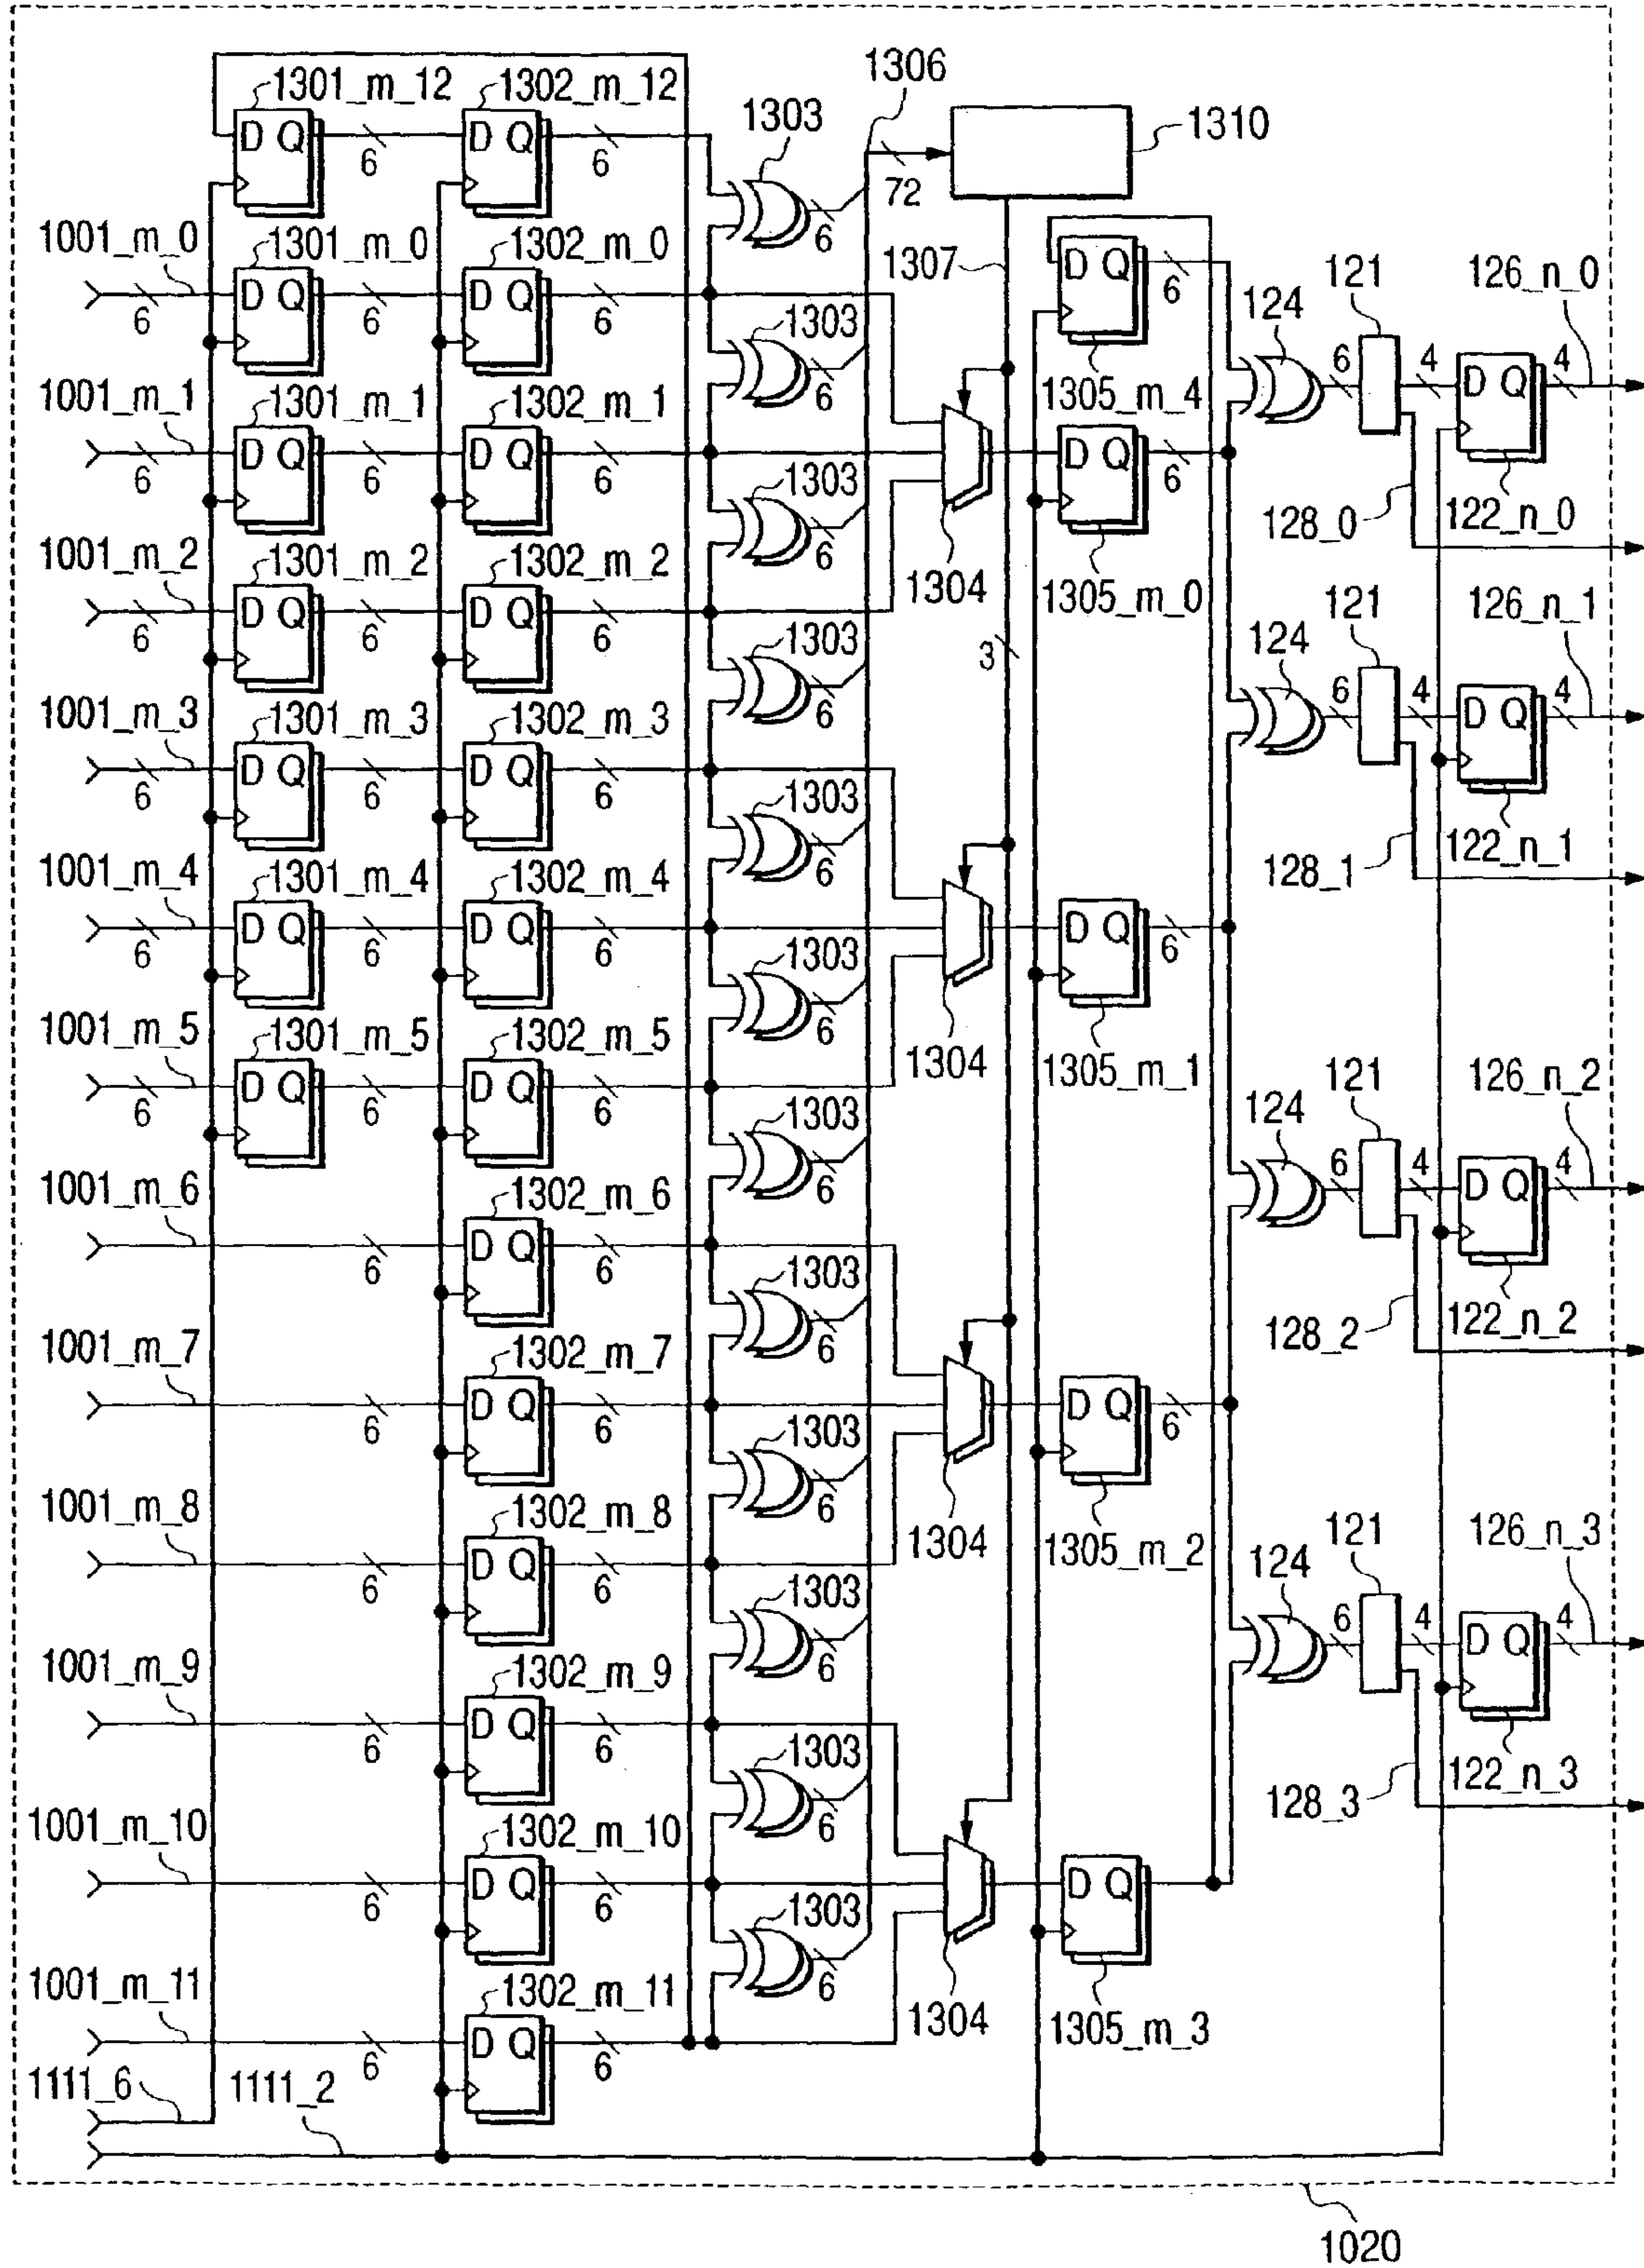 1306
1301_m_12
1302_m_12
1303
1310
D Q
6
D Q
6
72
6
1001_m_0
1301_m_0
1302_m_0
1307
D Q
6
121
126_n_0
6
D Q
6
D Q
6
1303
124
6
4
D Q
4
6
1305_m_4
1001_m_1
1301_m_1
1302_m_1
6
D Q
6
D Q
6
1303
D Q
6
128_0
122_n_0
6
1001_m_2
1301_m_2
1302_m_2
1304
1305_m_0
6
D Q
6
D Q
6
1303
3
121
126_n_1
124
6
6
4
D Q
4
1001_m_3
1301_m_3
1302_m_3
6
D Q
6
D Q
6
1303
6
128_1
122_n_1
1001_m_4
1301_m_4
1302_m_4
6
D Q
6
D Q
6
1303
D Q
6
6
1001_m_5
1301_m_5
1302_m_5
1304
1305_m_1
121
126_n_2
6
D Q
6
D Q
6
1303
124
6
4
D Q
4
6
1001_m_6
1302_m_6
6
D Q
6
1303
6
128_2
122_n_2
1001_m_7
1302_m_7
6
D Q
6
1303
D Q
6
6
1001_m_8
1302_m_8
1304
1305_m_2
121
126_n_3
6
D Q
6
1303
124
6
4
D Q
4
6
1001_m_9
1302_m_9
6
D Q
6
1303
128_3
122_n_3
6
1001_m_10
1302_m_10
6
D Q
6
1303
D Q
6
1001_m_11
1302_m_11
1304
1305_m_3
6
D Q
6
1111_6
1111_2
1020